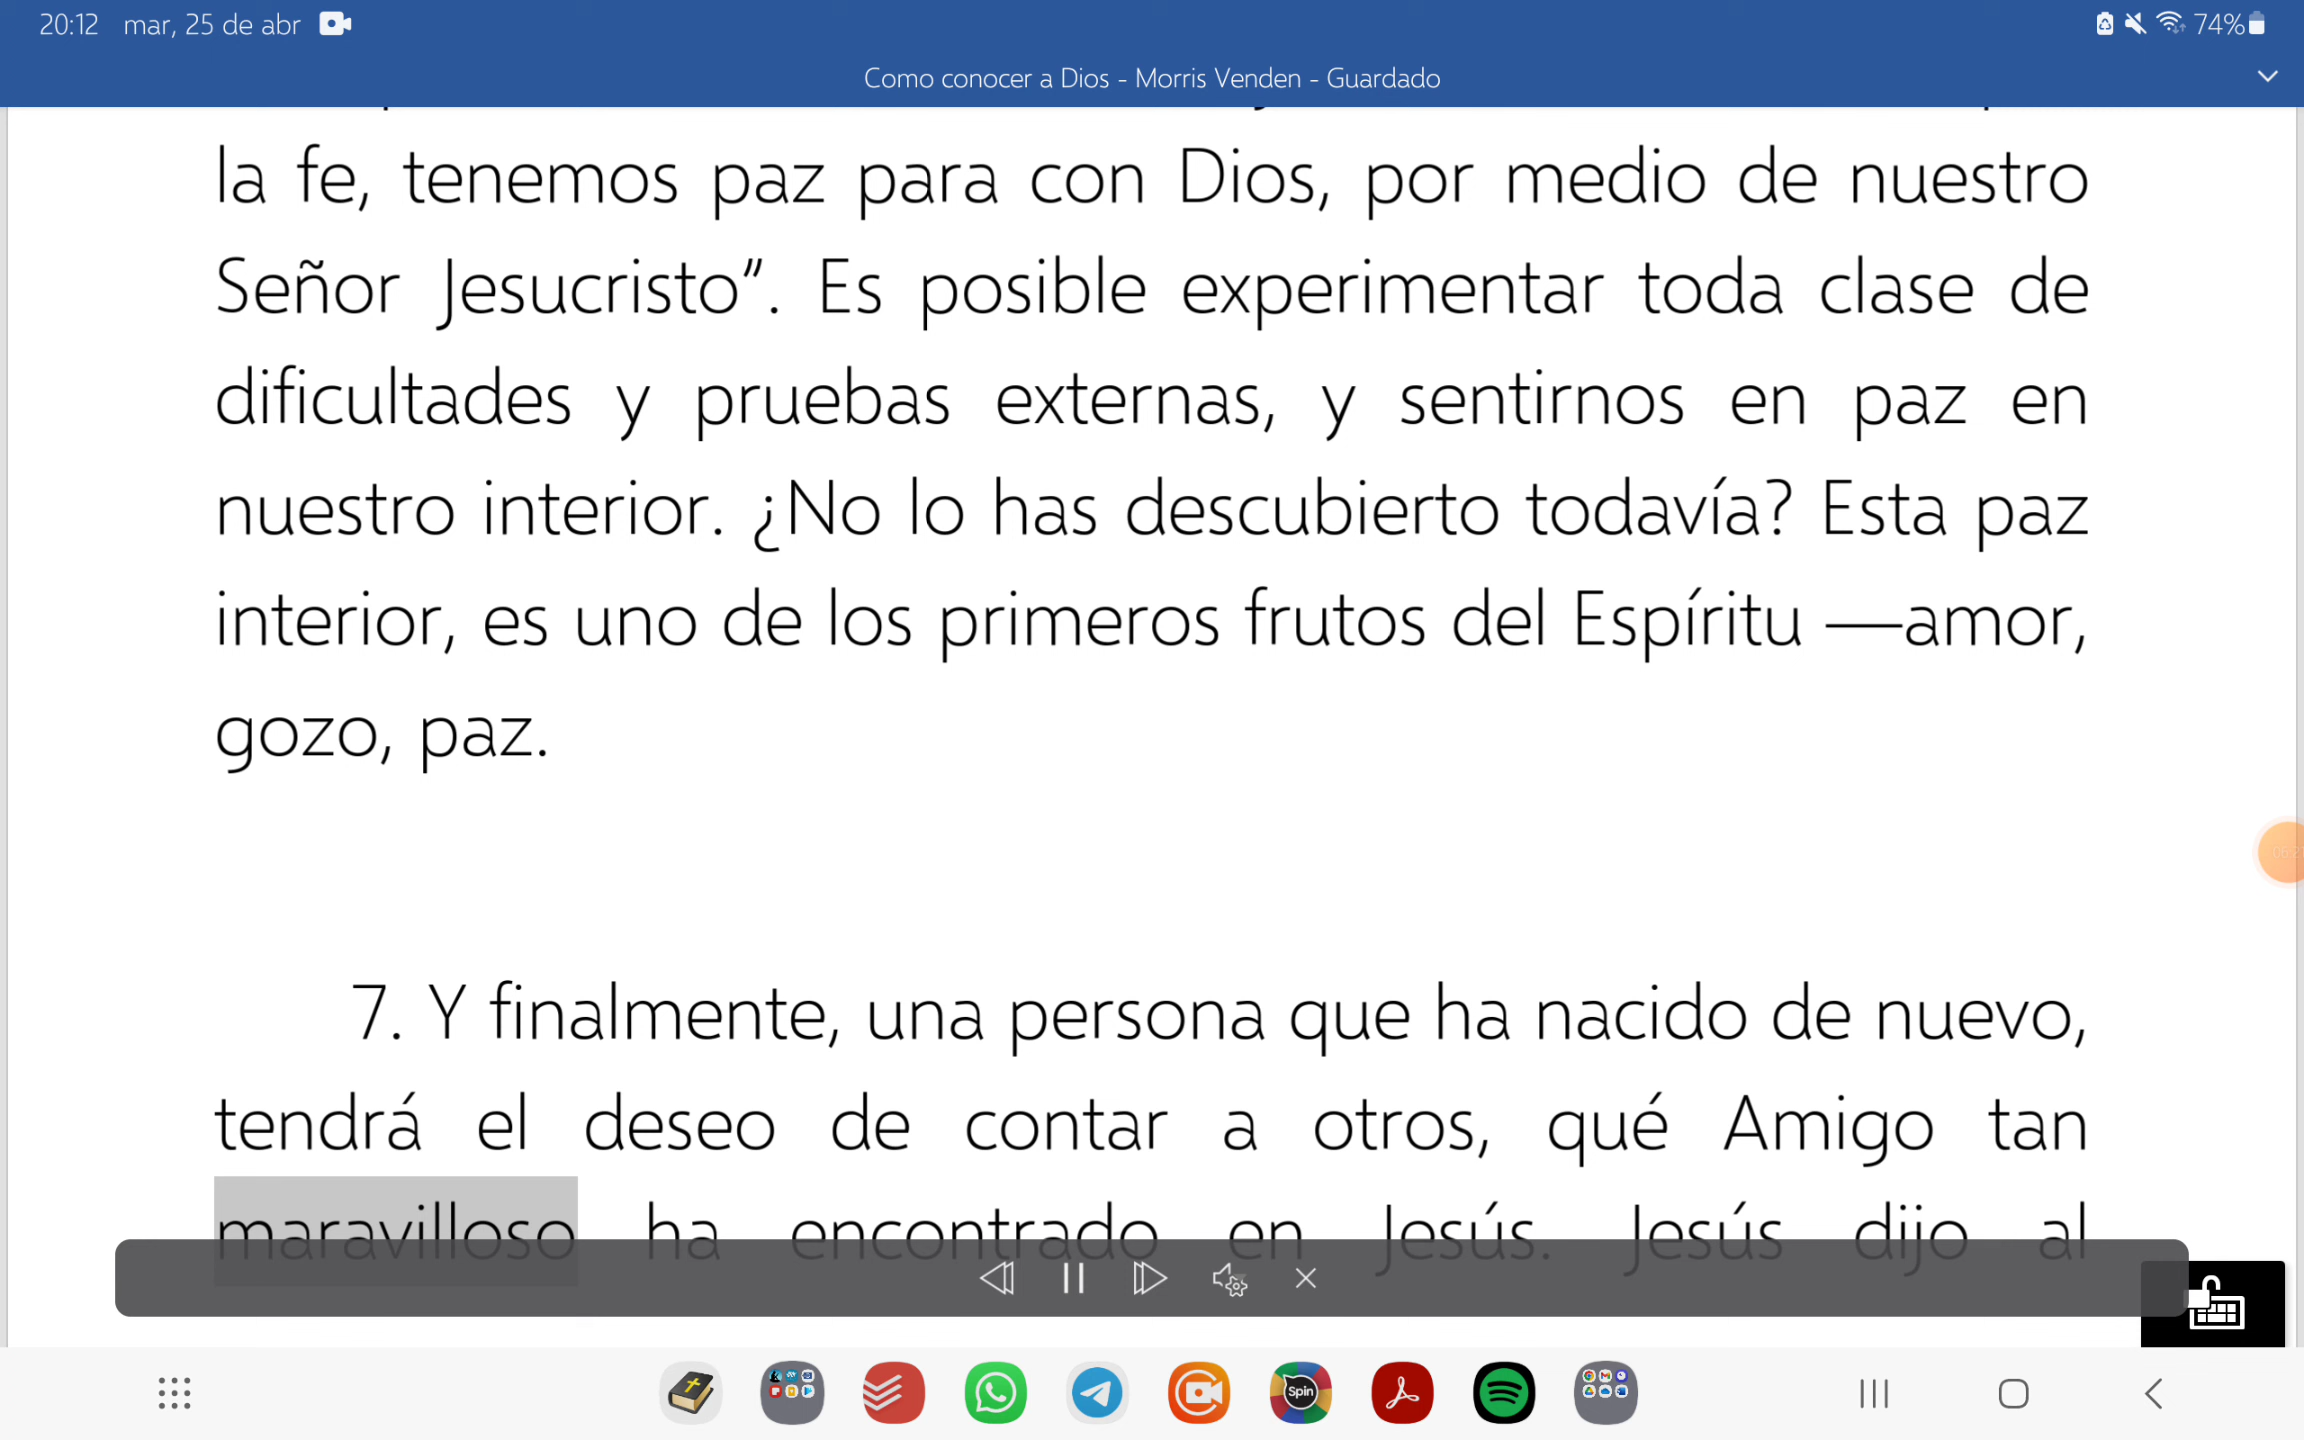 20:12 mar, 25 de abr 74%
Como conocer a Dios - Morris Venden - Guardado
la fe, tenemos paz para con Dios, por medio de nuestro
Señor Jesucristo”. Es posible experimentar toda clase de
dificultades y pruebas externas, y sentirnos en paz en
nuestro interior. ¿No lo has descubierto todavía? Esta paz
interior, es uno de los primeros frutos del Espíritu —amor,
gozo, paz.
7. Y finalmente, una persona que ha nacido de nuevo,
tendrá el deseo de contar a otros, qué Amigo tan
maravilloso ha encontrado en Jesús. Jesús dijo al
Spin